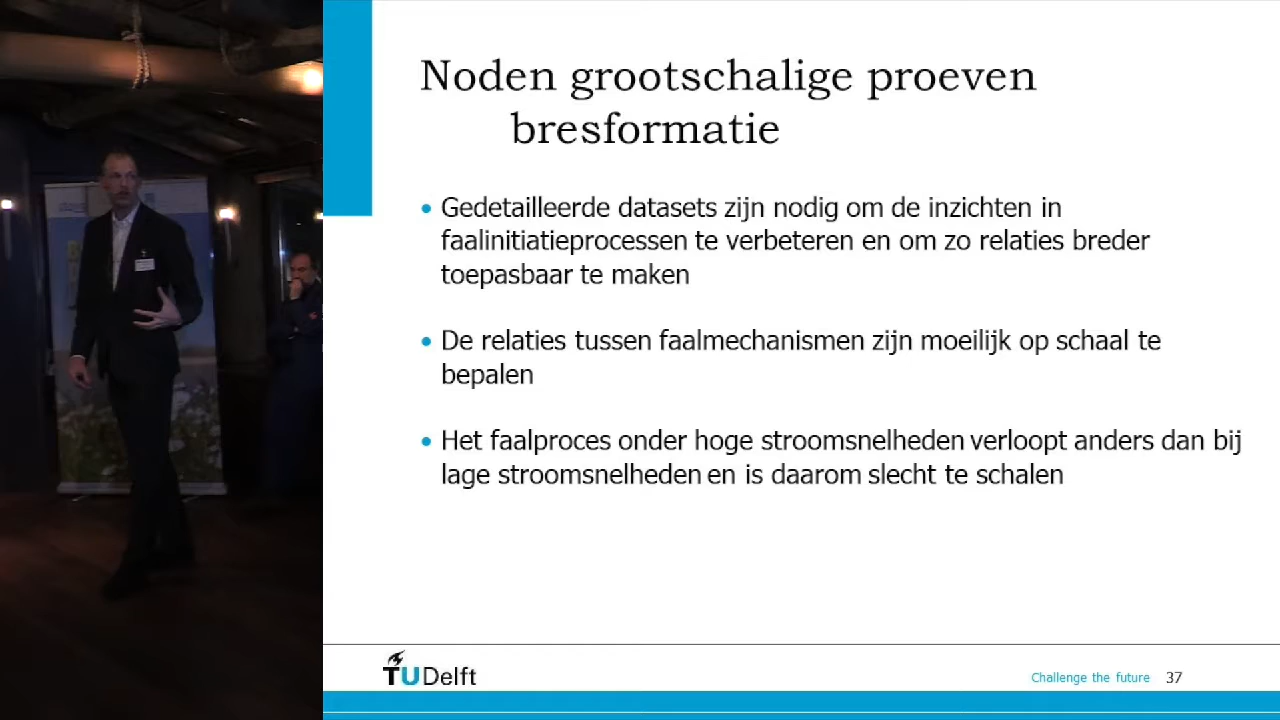 Noden grootschalige proeven
bresformatie
• Gedetailleerde datasets zijn nodig om de inzichten in
faalinitiatieprocessen te verbeteren en om zo relaties breder
toepasbaar te maken
• De relaties tussen faalmechanismen zijn moeilijk op schaal te
bepalen
• Het faalproces onder hoge stroomsnelheden verloopt anders dan bij
lage stroomsnelheden en is daarom slecht te schalen
TUDelft
Challenge the future 37